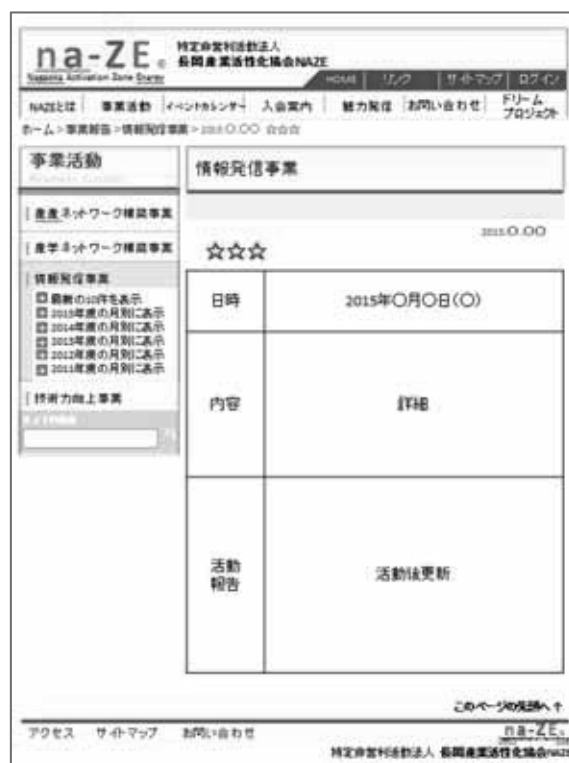 na-ZE。
Nagaoka Activation Zone Energy
特定非営利活動法人
長岡産業活性化協会NAZE
HOME リンク サイトマップ ログイン
NAZEとは 事業活動 イベントカレンダー 入会案内 魅力発信 お問い合わせ ドリームプロジェクト
ホーム>事業報告>情報発信事業>2015〇.〇〇 ☆☆☆
事業活動
情報発信事業
産産ネットワーク構築事業
産学ネットワーク構築事業
情報発信事業
最新の10件を表示
2015年度の月別に表示
2014年度の月別に表示
2013年度の月別に表示
2012年度の月別に表示
2011年度の月別に表示
技術力向上事業
2015.〇.〇〇
☆☆☆
日時 2015年〇月〇日(〇)
内容 詳細
活動報告 活動後更新
このページの先頭へ↑
アクセス サイトマップ お問い合わせ
na-ZE。
特定非営利活動法人 長岡産業活性化協会NAZE